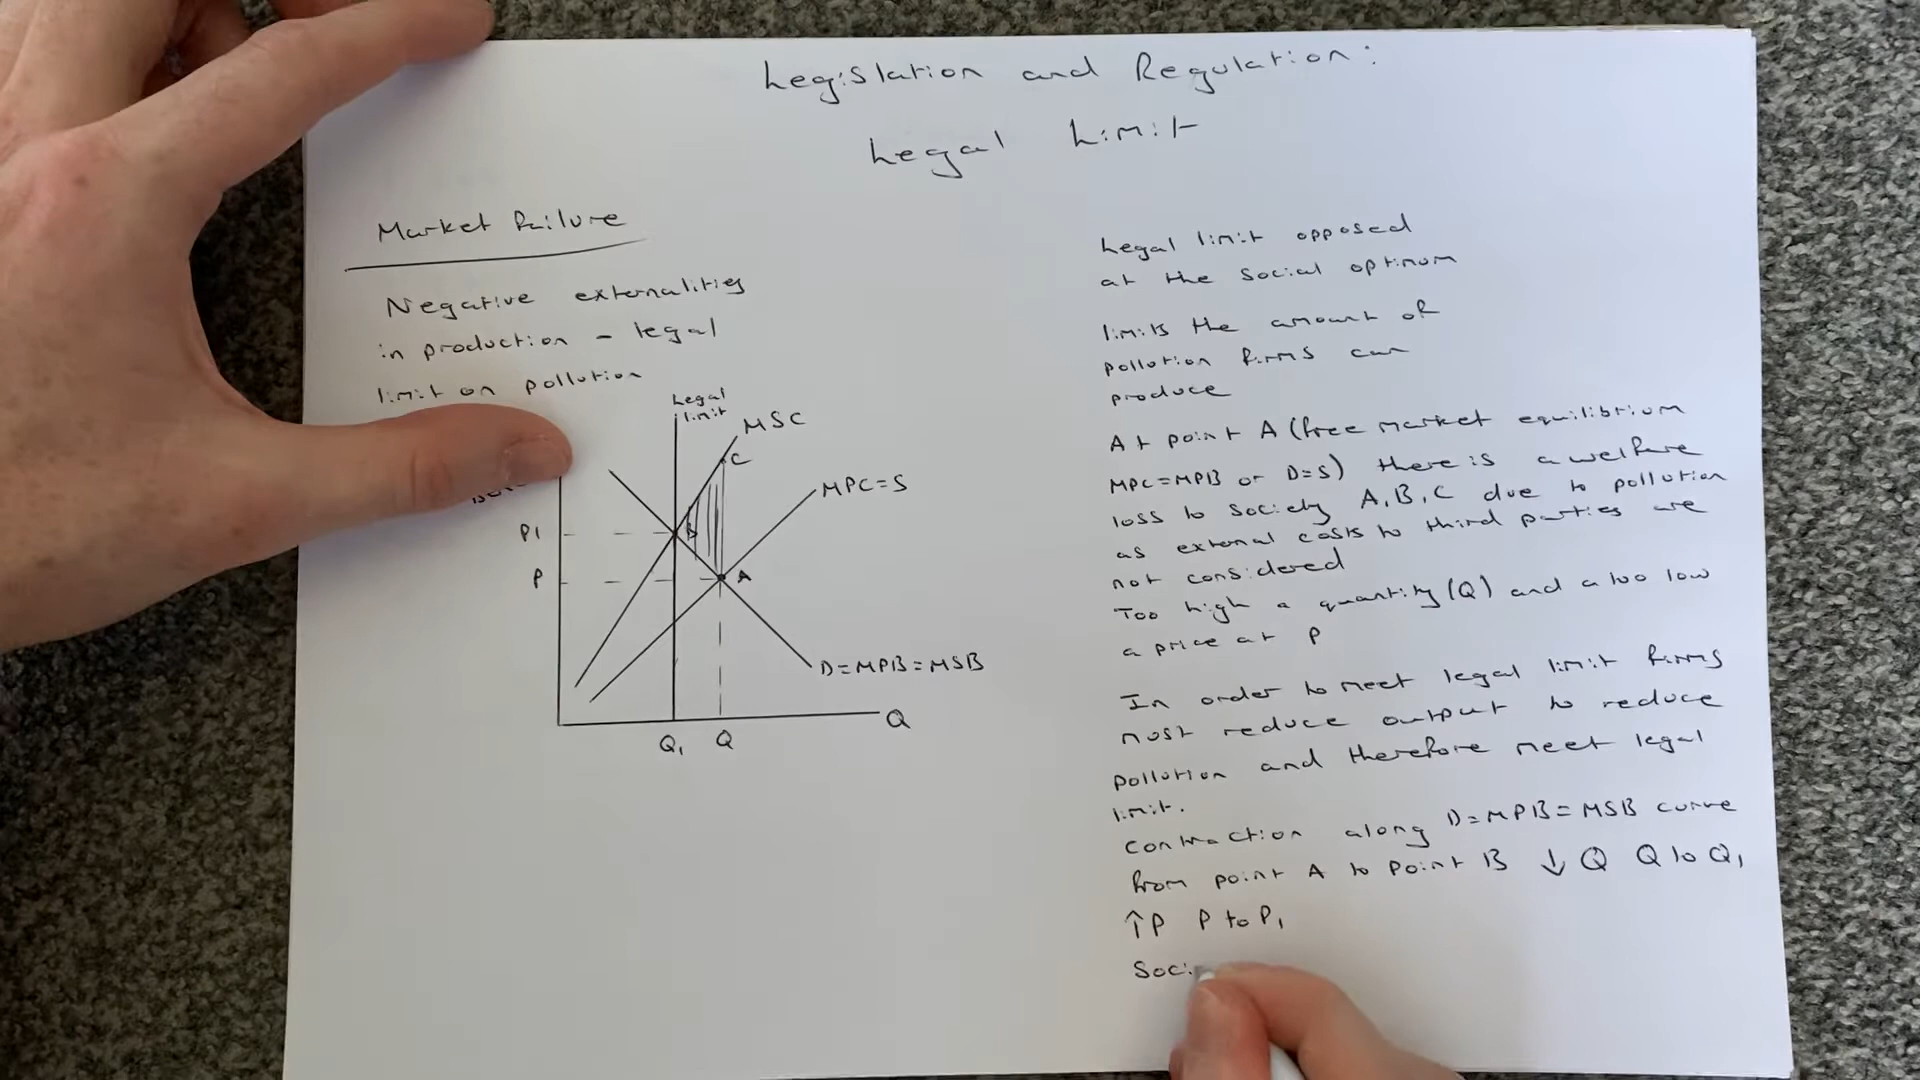 Legislation and Regulation:
Legal Limit
Market failure
Negative externalities
in production - legal
limit on pollution
Legal
limit
MSC
C
MPC=S
P1
B
P
A
D=MPB=MSB
Q
Q₁ Q
Legal limit opposed
at the social optimum
limits the amount of
pollution firms can
produce
At point A (free market equilibrium
MPC=MPB or D=S) there is a welfare
loss to society A,B,C due to pollution
as external costs to third parties are
not considered
Too high a quantity (Q) and a too low
a price at P
In order to meet legal limit firms
must reduce output to reduce
pollution and therefore meet legal
limit.
Contraction along D=MPB=MSB curve
from point A to point B ↓ Q Q to Q₁
↑P P to P₁
Soci